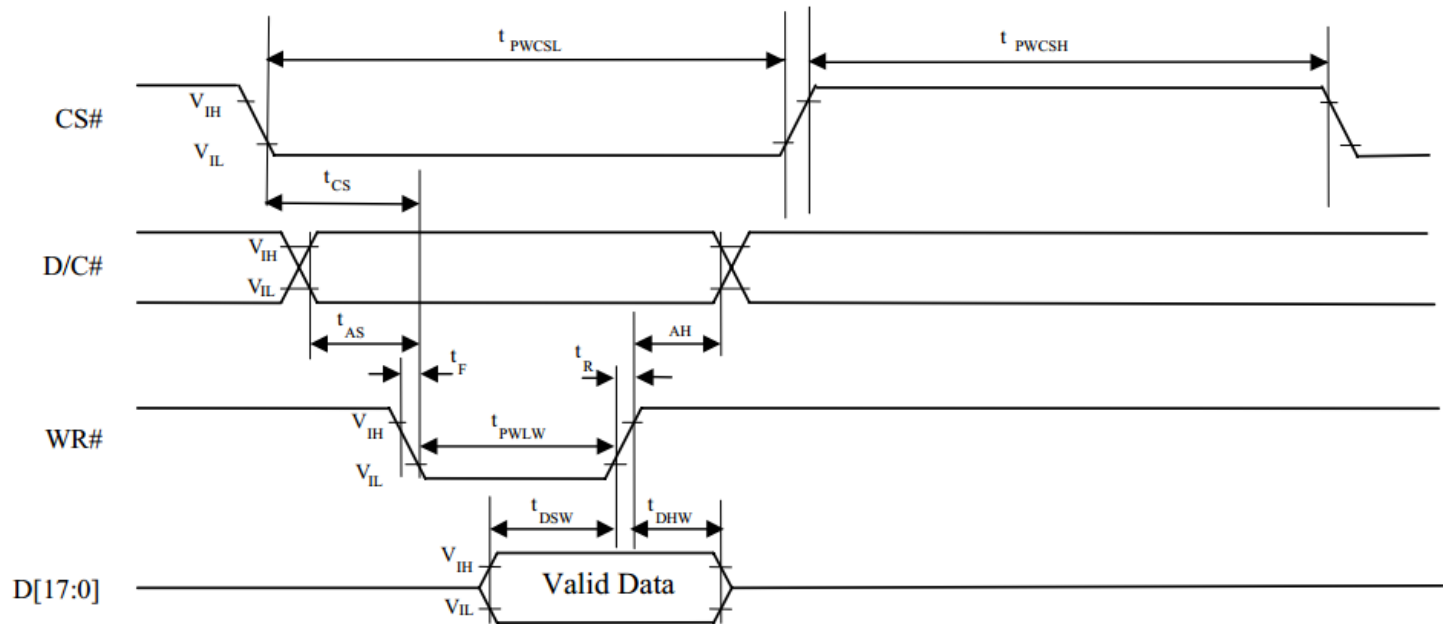 t PWCSL
t PWCSH
VIH
CS#
VIL
tCS
VIH
D/C#
VIL
tAS
AH
tF
tR
VIH
tPWLW
WR#
VIL
tDSW
tDHW
VIH
D[17:0]
Valid Data
VIL